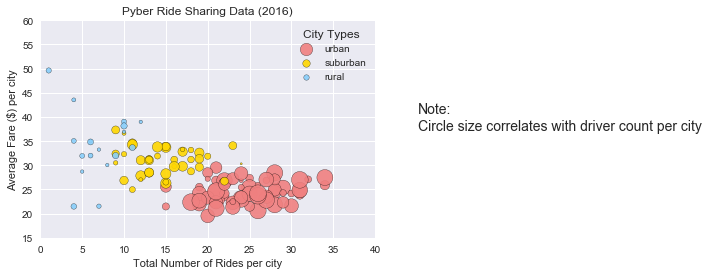 Pyber Ride Sharing Data (2016)
60
55
50
45
40
35
30
25
20
15
Average Fare ($) per city
City Types
urban
suburban
rural
0
5
10
15
20
25
30
35
40
Total Number of Rides per city
Note:
Circle size correlates with driver count per city